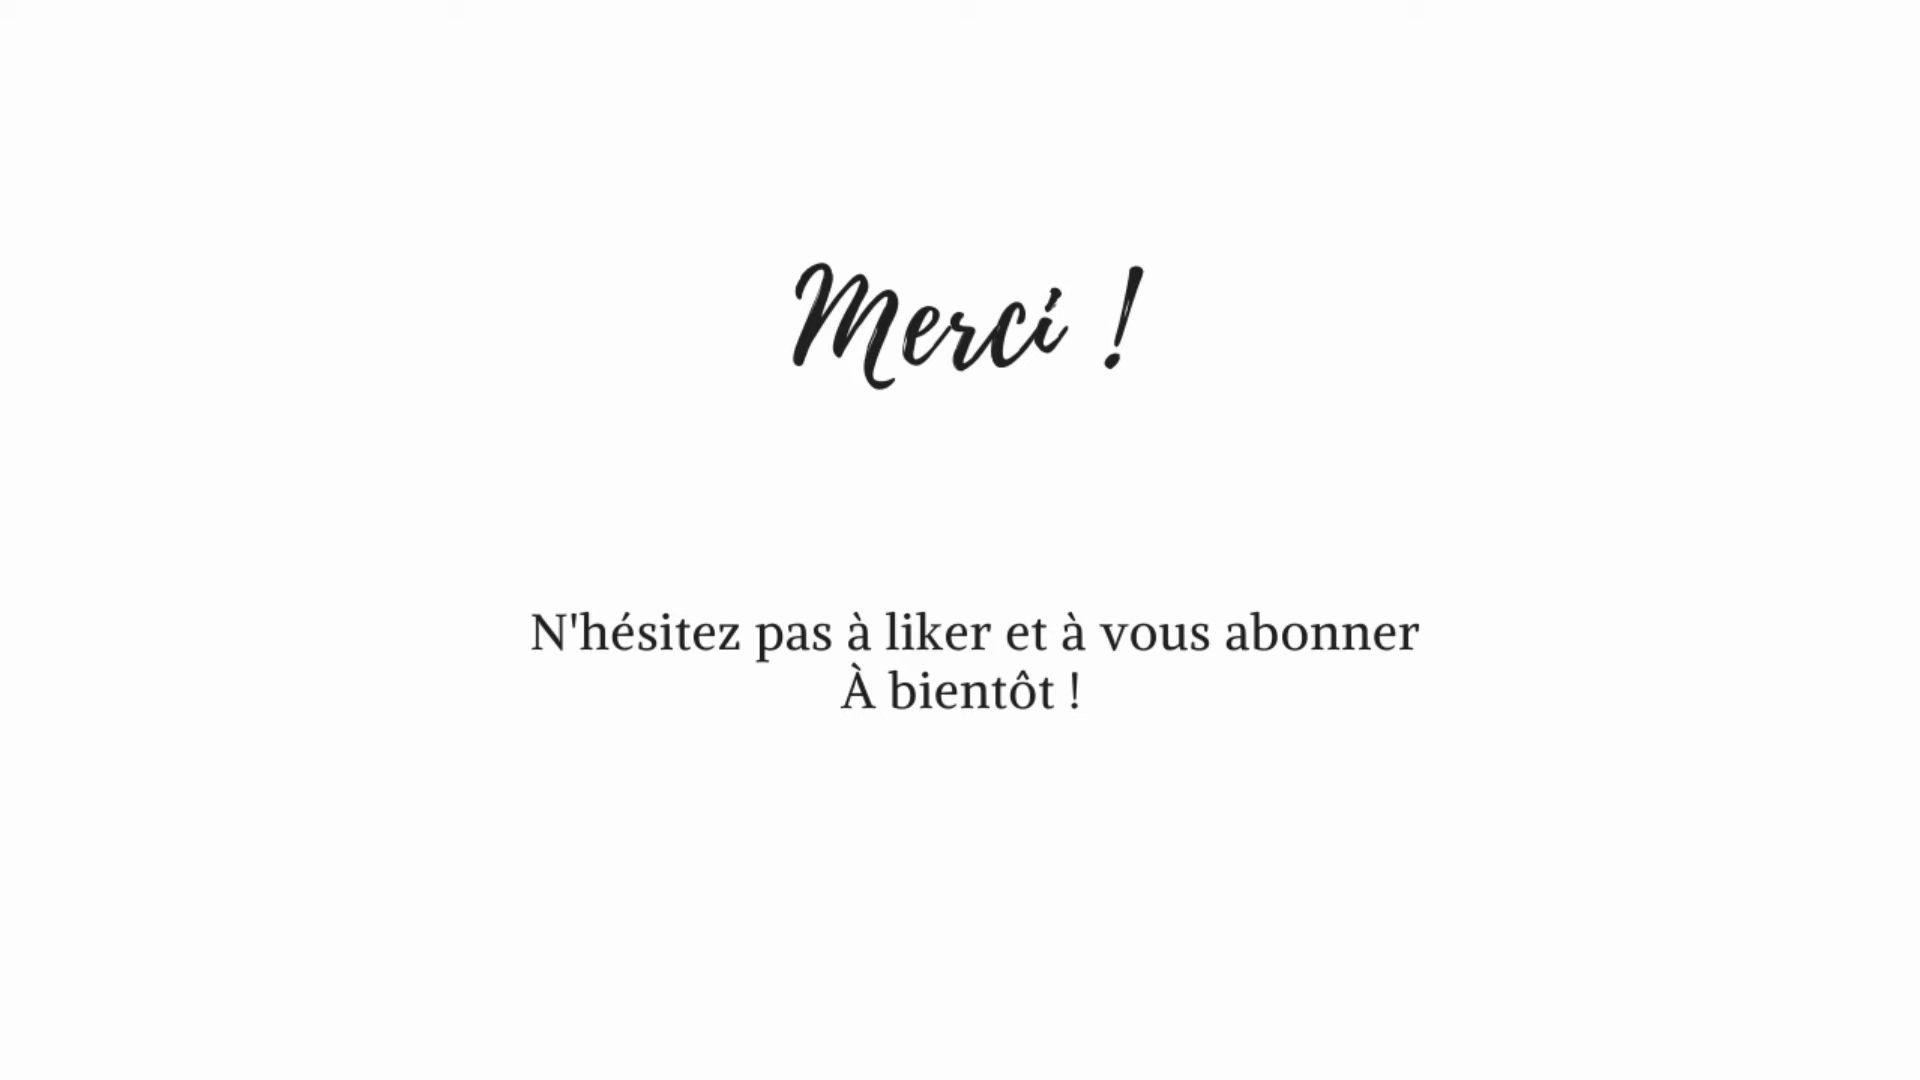 Merci !
N'hésitez pas à liker et à vous abonner
À bientôt !